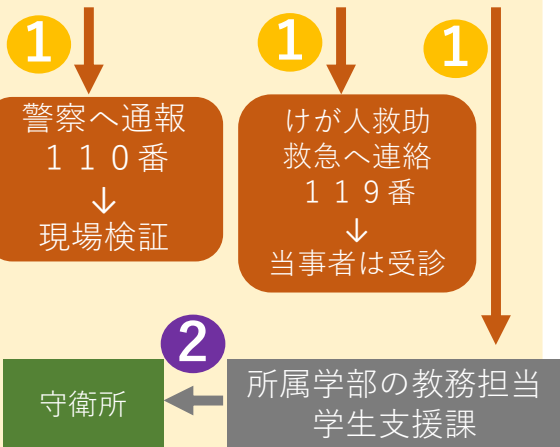 1
警察へ通報
１１０番
↓
現場検証
1
けが人救助
救急へ連絡
１１９番
↓
当事者は受診
1
2
守衛所
所属学部の教務担当
学生支援課